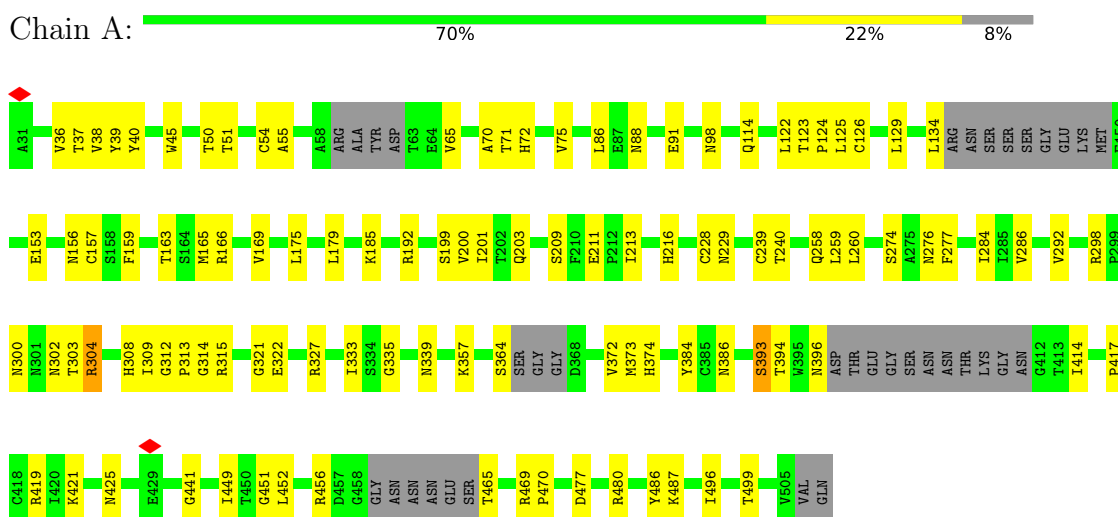 Chain A:
70% 22% 8%
A31 V36 T37 V38 Y39 Y40 W45 T50 T51 C54 A55 A58 ARG ALA TYR ASP T63 E64 V65 A70 T71 H72 V75 L86 E87 N88 E91 N98 Q114 L122 T123 P124 L125 C126 L129 L134 ARG ASN SER SER SER GLY GLU LYS MET
E153 N156 C157 S158 F159 T163 S164 M165 R166 V169 L175 L179 K185 R192 S199 V200 I201 T202 Q203 S209 F210 E211 P212 I213 H216 C228 N229 C239 T240 Q258 L259 L260 S274 A275 N276 F277 I284 I285 V286 V292 R298 P299
N300 N301 N302 T303 R304 H308 I309 G312 P313 G314 R315 G321 E322 R327 I333 S334 G335 N339 K357 S364 SER GLY GLY D368 V372 M373 H374 Y384 C385 N386 S393 T394 W395 N396 ASP THR GLU GLY SER ASN ASN THR LYS GLY ASN G412 T413 I414 P417
C418 R419 I420 K421 N425 E429 G441 I449 T450 G451 L452 R456 D457 G458 GLY ASN ASN ASN GLU SER T465 R469 P470 D477 R480 Y486 K487 I496 T499 V505 VAL GLN